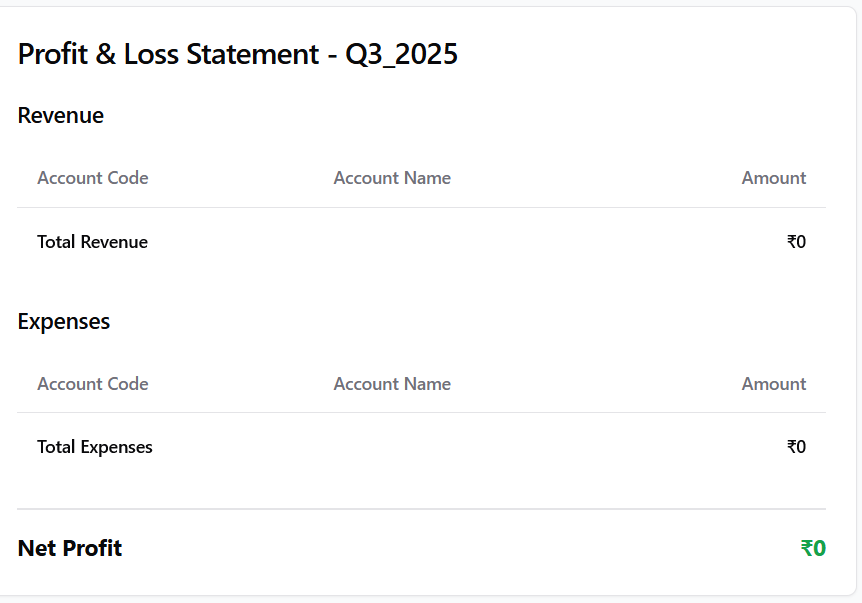 Profit & Loss Statement - Q3_2025
Revenue
Account Code Account Name Amount
Total Revenue ₹0
Expenses
Account Code Account Name Amount
Total Expenses ₹0
Net Profit ₹0